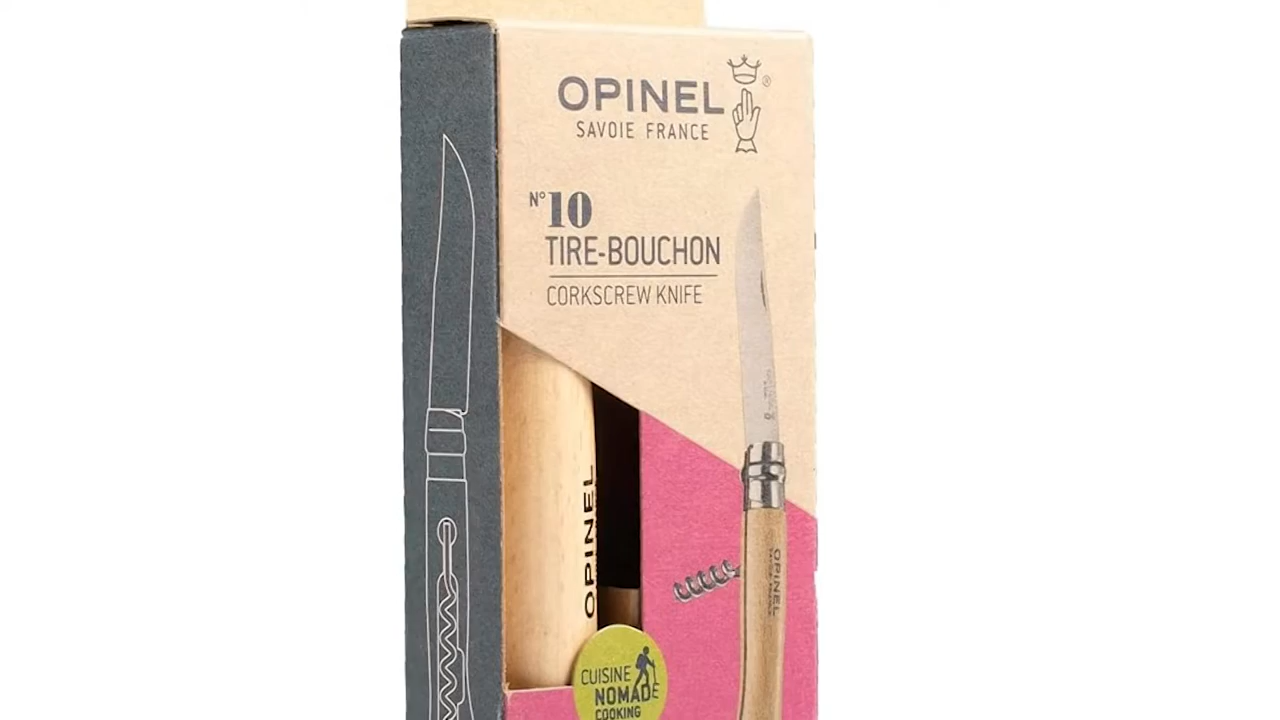 OPINEL
®
SAVOIE FRANCE
N°10
TIRE-BOUCHON
CORKSCREW KNIFE
OPINEL
OPINEL
CUISINE
NOMADE
COOKING